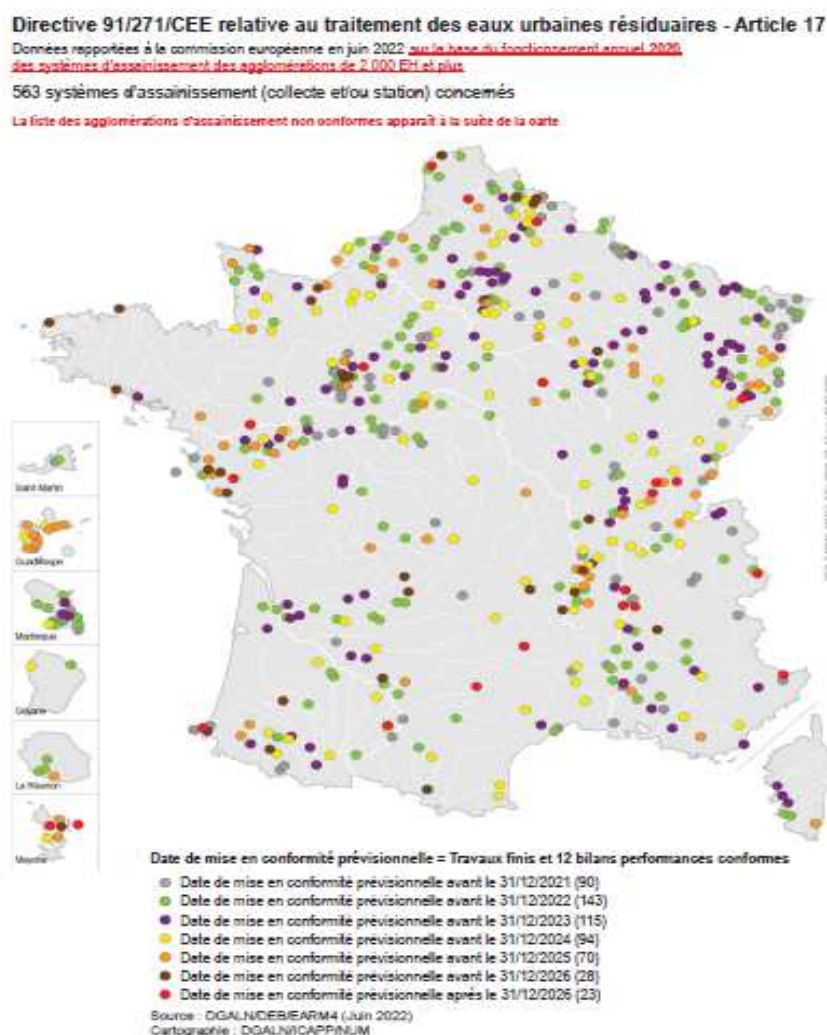 Directive 91/271/CEE relative au traitement des eaux urbaines résiduaires - Article 17
Données rapportées à la commission européenne en juin 2022 sur la base du fonctionnement annuel 2020
des systèmes d'assainissement des agglomérations de 2 000 EH et plus
563 systèmes d'assainissement (collecte et/ou station) concernés
La liste des agglomérations d'assainissement non conformes apparaît à la suite de la carte
Saint-Martin
Guadeloupe
Martinique
Guyane
La Réunion
Mayotte
Date de mise en conformité prévisionnelle = Travaux finis et 12 bilans performances conformes
Date de mise en conformité prévisionnelle avant le 31/12/2021 (90)
Date de mise en conformité prévisionnelle avant le 31/12/2022 (143)
Date de mise en conformité prévisionnelle avant le 31/12/2023 (115)
Date de mise en conformité prévisionnelle avant le 31/12/2024 (94)
Date de mise en conformité prévisionnelle avant le 31/12/2025 (70)
Date de mise en conformité prévisionnelle avant le 31/12/2026 (28)
Date de mise en conformité prévisionnelle après le 31/12/2026 (23)
Source : DGALN/DEB/EARM4 (Juin 2022)
Cartographie : DGALN/ICAPP/NUM